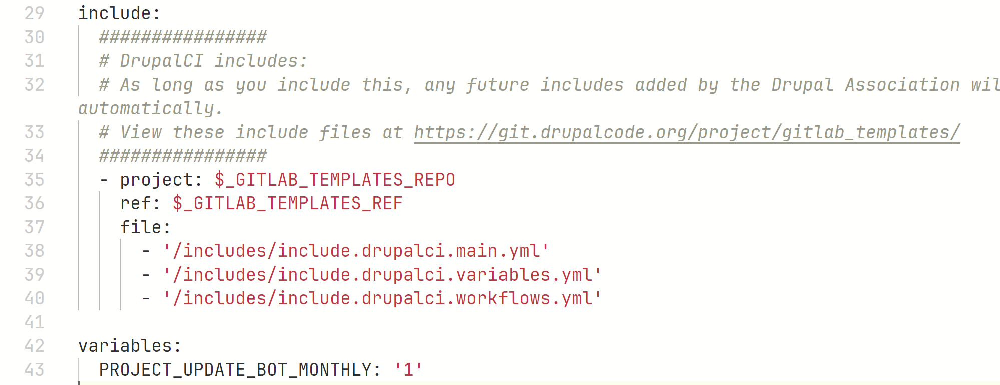 29 include:
30 ################
31 # DrupalCI includes:
32 # As long as you include this, any future includes added by the Drupal Association
automatically.
33 # View these include files at https://git.drupalcode.org/project/gitlab_templates/
34 ################
35 - project: $_GITLAB_TEMPLATES_REPO
36 ref: $_GITLAB_TEMPLATES_REF
37 file:
38 - '/includes/include.drupalci.main.yml'
39 - '/includes/include.drupalci.variables.yml'
40 - '/includes/include.drupalci.workflows.yml'
41
42 variables:
43 PROJECT_UPDATE_BOT_MONTHLY: '1'